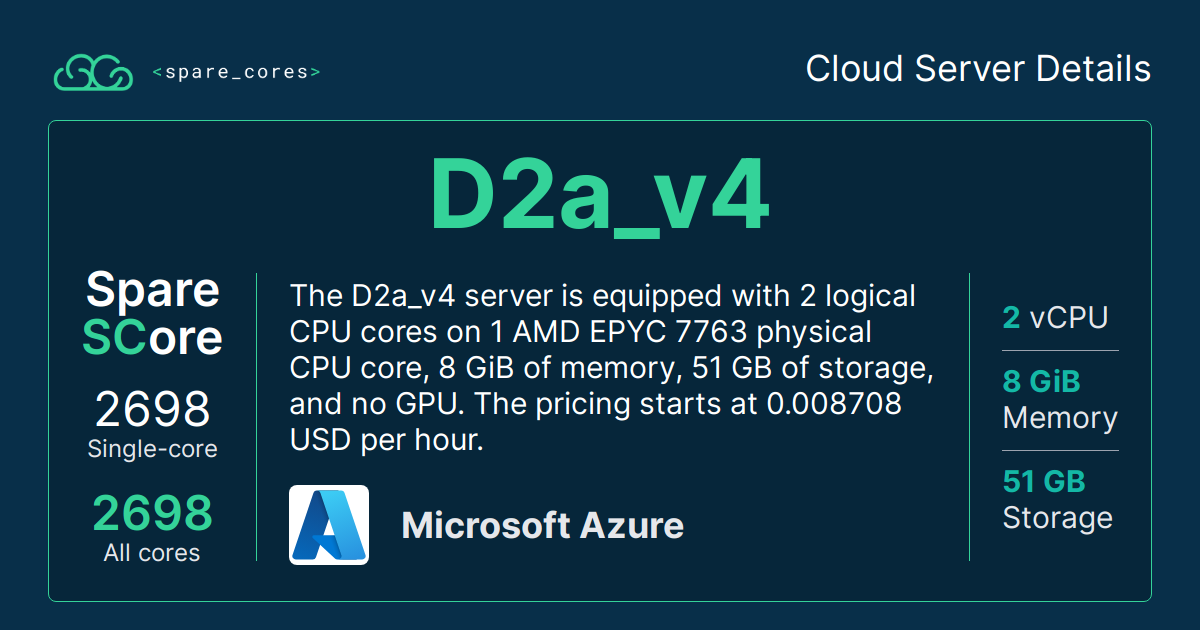 <spare_cores>
Cloud Server Details
D2a_v4
Spare
SCore
2698
Single-core
2698
All cores
The D2a_v4 server is equipped with 2 logical
CPU cores on 1 AMD EPYC 7763 physical
CPU core, 8 GiB of memory, 51 GB of storage,
and no GPU. The pricing starts at 0.008708
USD per hour.
Microsoft Azure
2 vCPU
8 GiB
Memory
51 GB
Storage